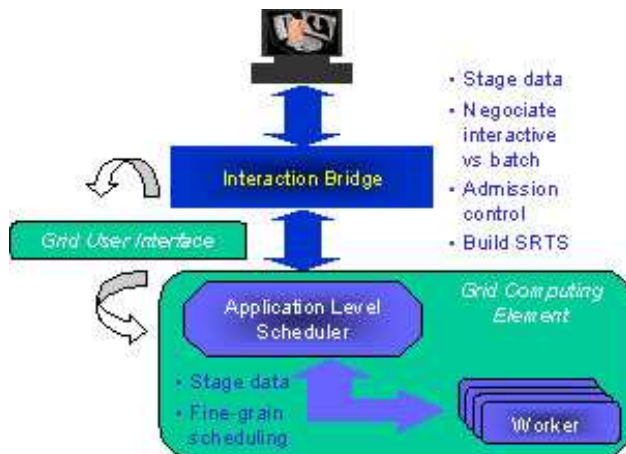 • Stage data
• Negociate
interactive
vs batch
• Admission
control
• Build SRTS
Interaction Bridge
Grid User Interface
Application Level
Scheduler
Grid Computing
Element
• Stage data
• Fine-grain
scheduling
Worker